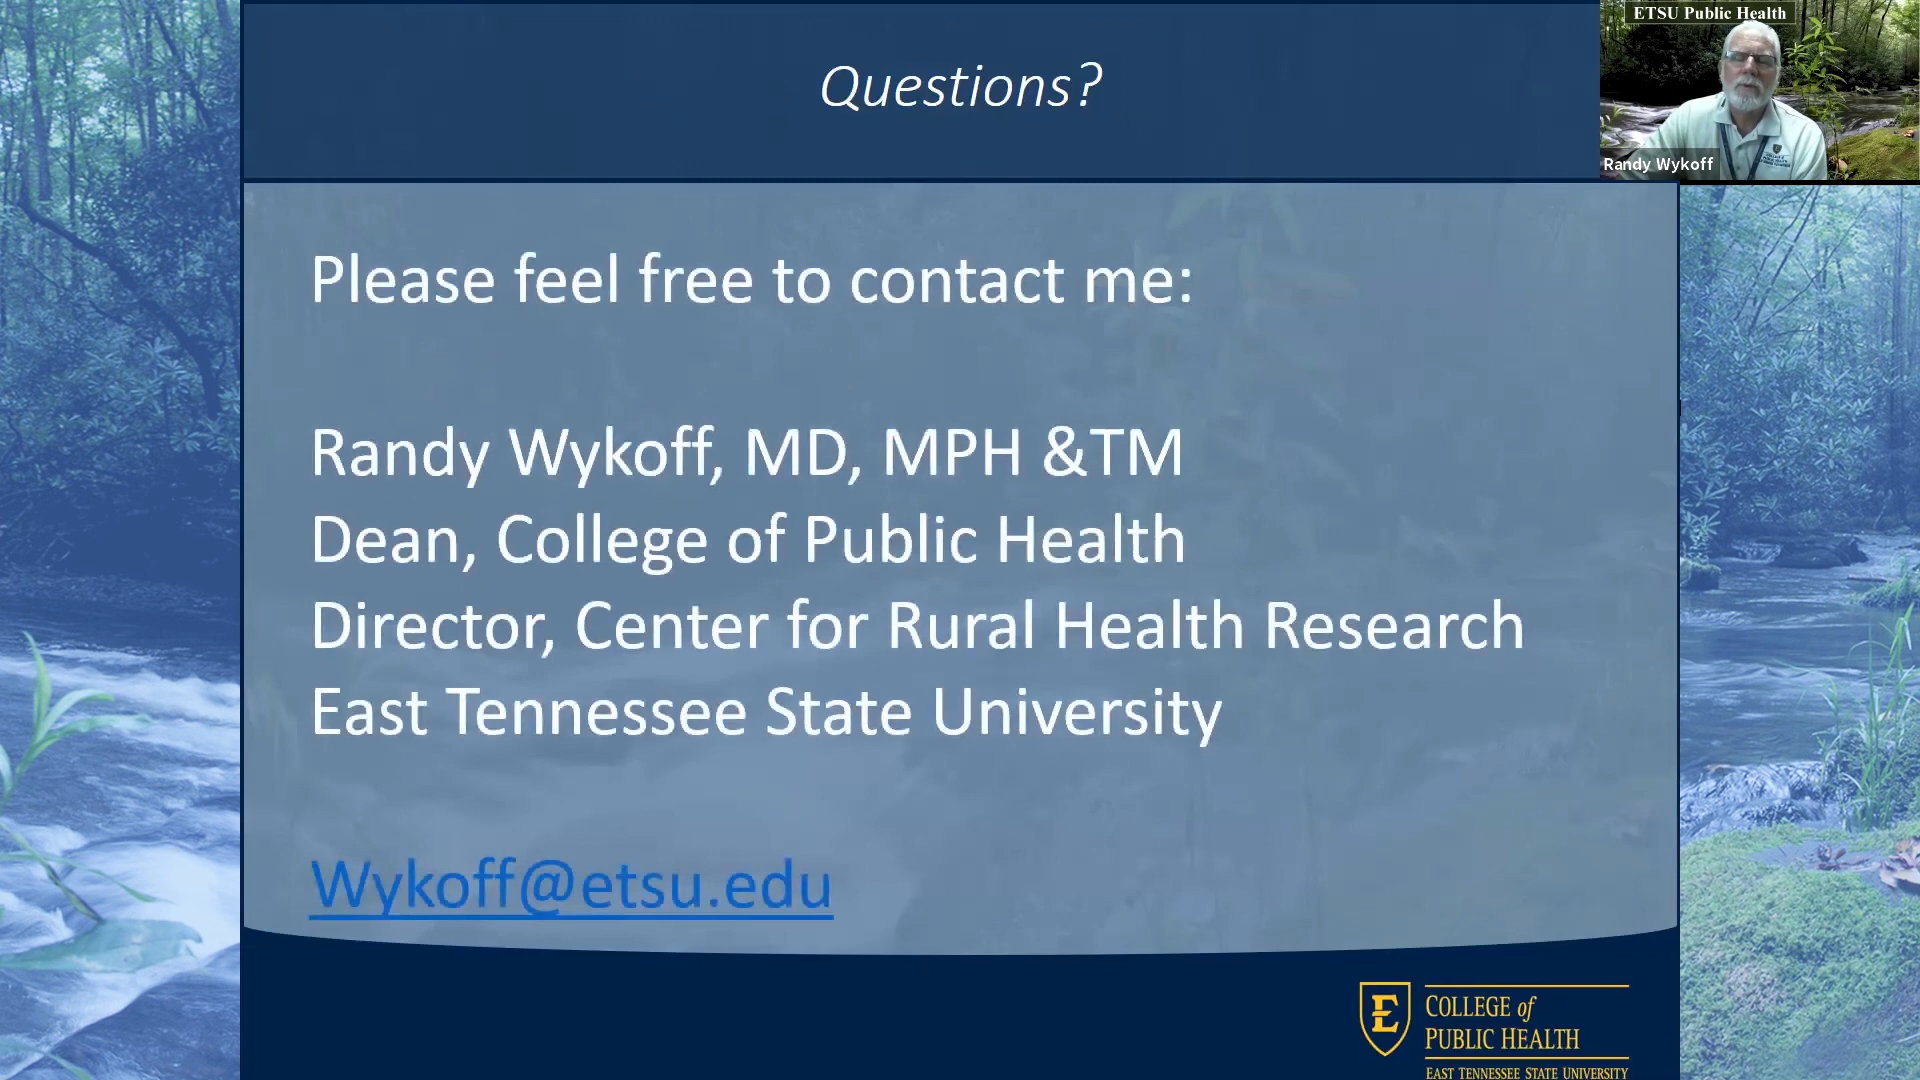 Questions?
ETSU Public Health
Randy Wykoff
Please feel free to contact me:
Randy Wykoff, MD, MPH &TM
Dean, College of Public Health
Director, Center for Rural Health Research
East Tennessee State University
Wykoff@etsu.edu
E
COLLEGE of
PUBLIC HEALTH
EAST TENNESSEE STATE UNIVERSITY